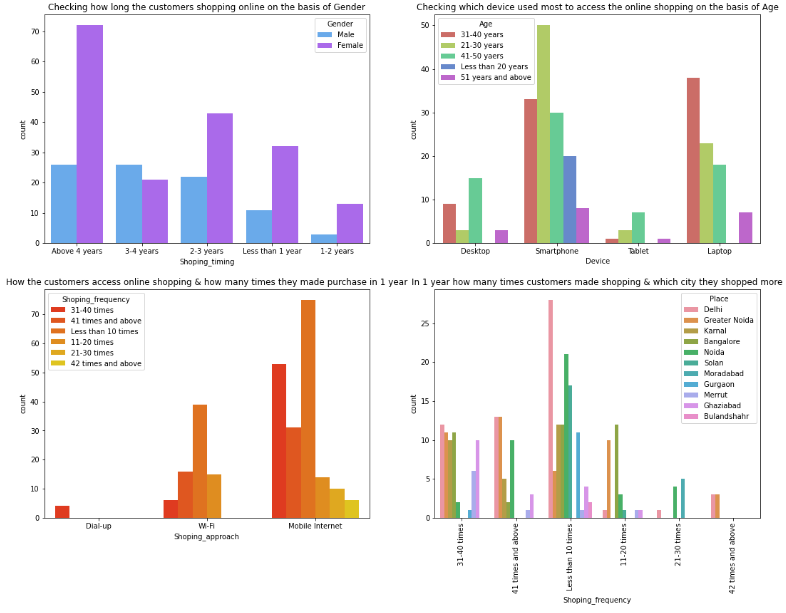 Checking how long the customers shopping online on the basis of Gender
count
70
60
50
40
30
20
10
0
Gender
Male
Female
Above 4 years
3-4 years
2-3 years
Less than 1 year
1-2 years
Shoping_timing
Checking which device used most to access the online shopping on the basis of Age
count
50
40
30
20
10
0
Age
31-40 years
21-30 years
41-50 yaers
Less than 20 years
51 years and above
Desktop
Smartphone
Tablet
Laptop
Device
How the customers access online shopping & how many times they made purchase in 1 year
count
70
60
50
40
30
20
10
0
Shoping_frequency
31-40 times
41 times and above
Less than 10 times
11-20 times
21-30 times
42 times and above
Dial-up
Wi-Fi
Mobile Internet
Shoping_approach
In 1 year how many times customers made shopping & which city they shopped more
count
25
20
15
10
5
0
Place
Delhi
Greater Noida
Karnal
Bangalore
Noida
Solan
Moradabad
Gurgaon
Merrut
Ghaziabad
Bulandshahr
31-40 times
41 times and above
Less than 10 times
11-20 times
21-30 times
42 times and above
Shoping_frequency